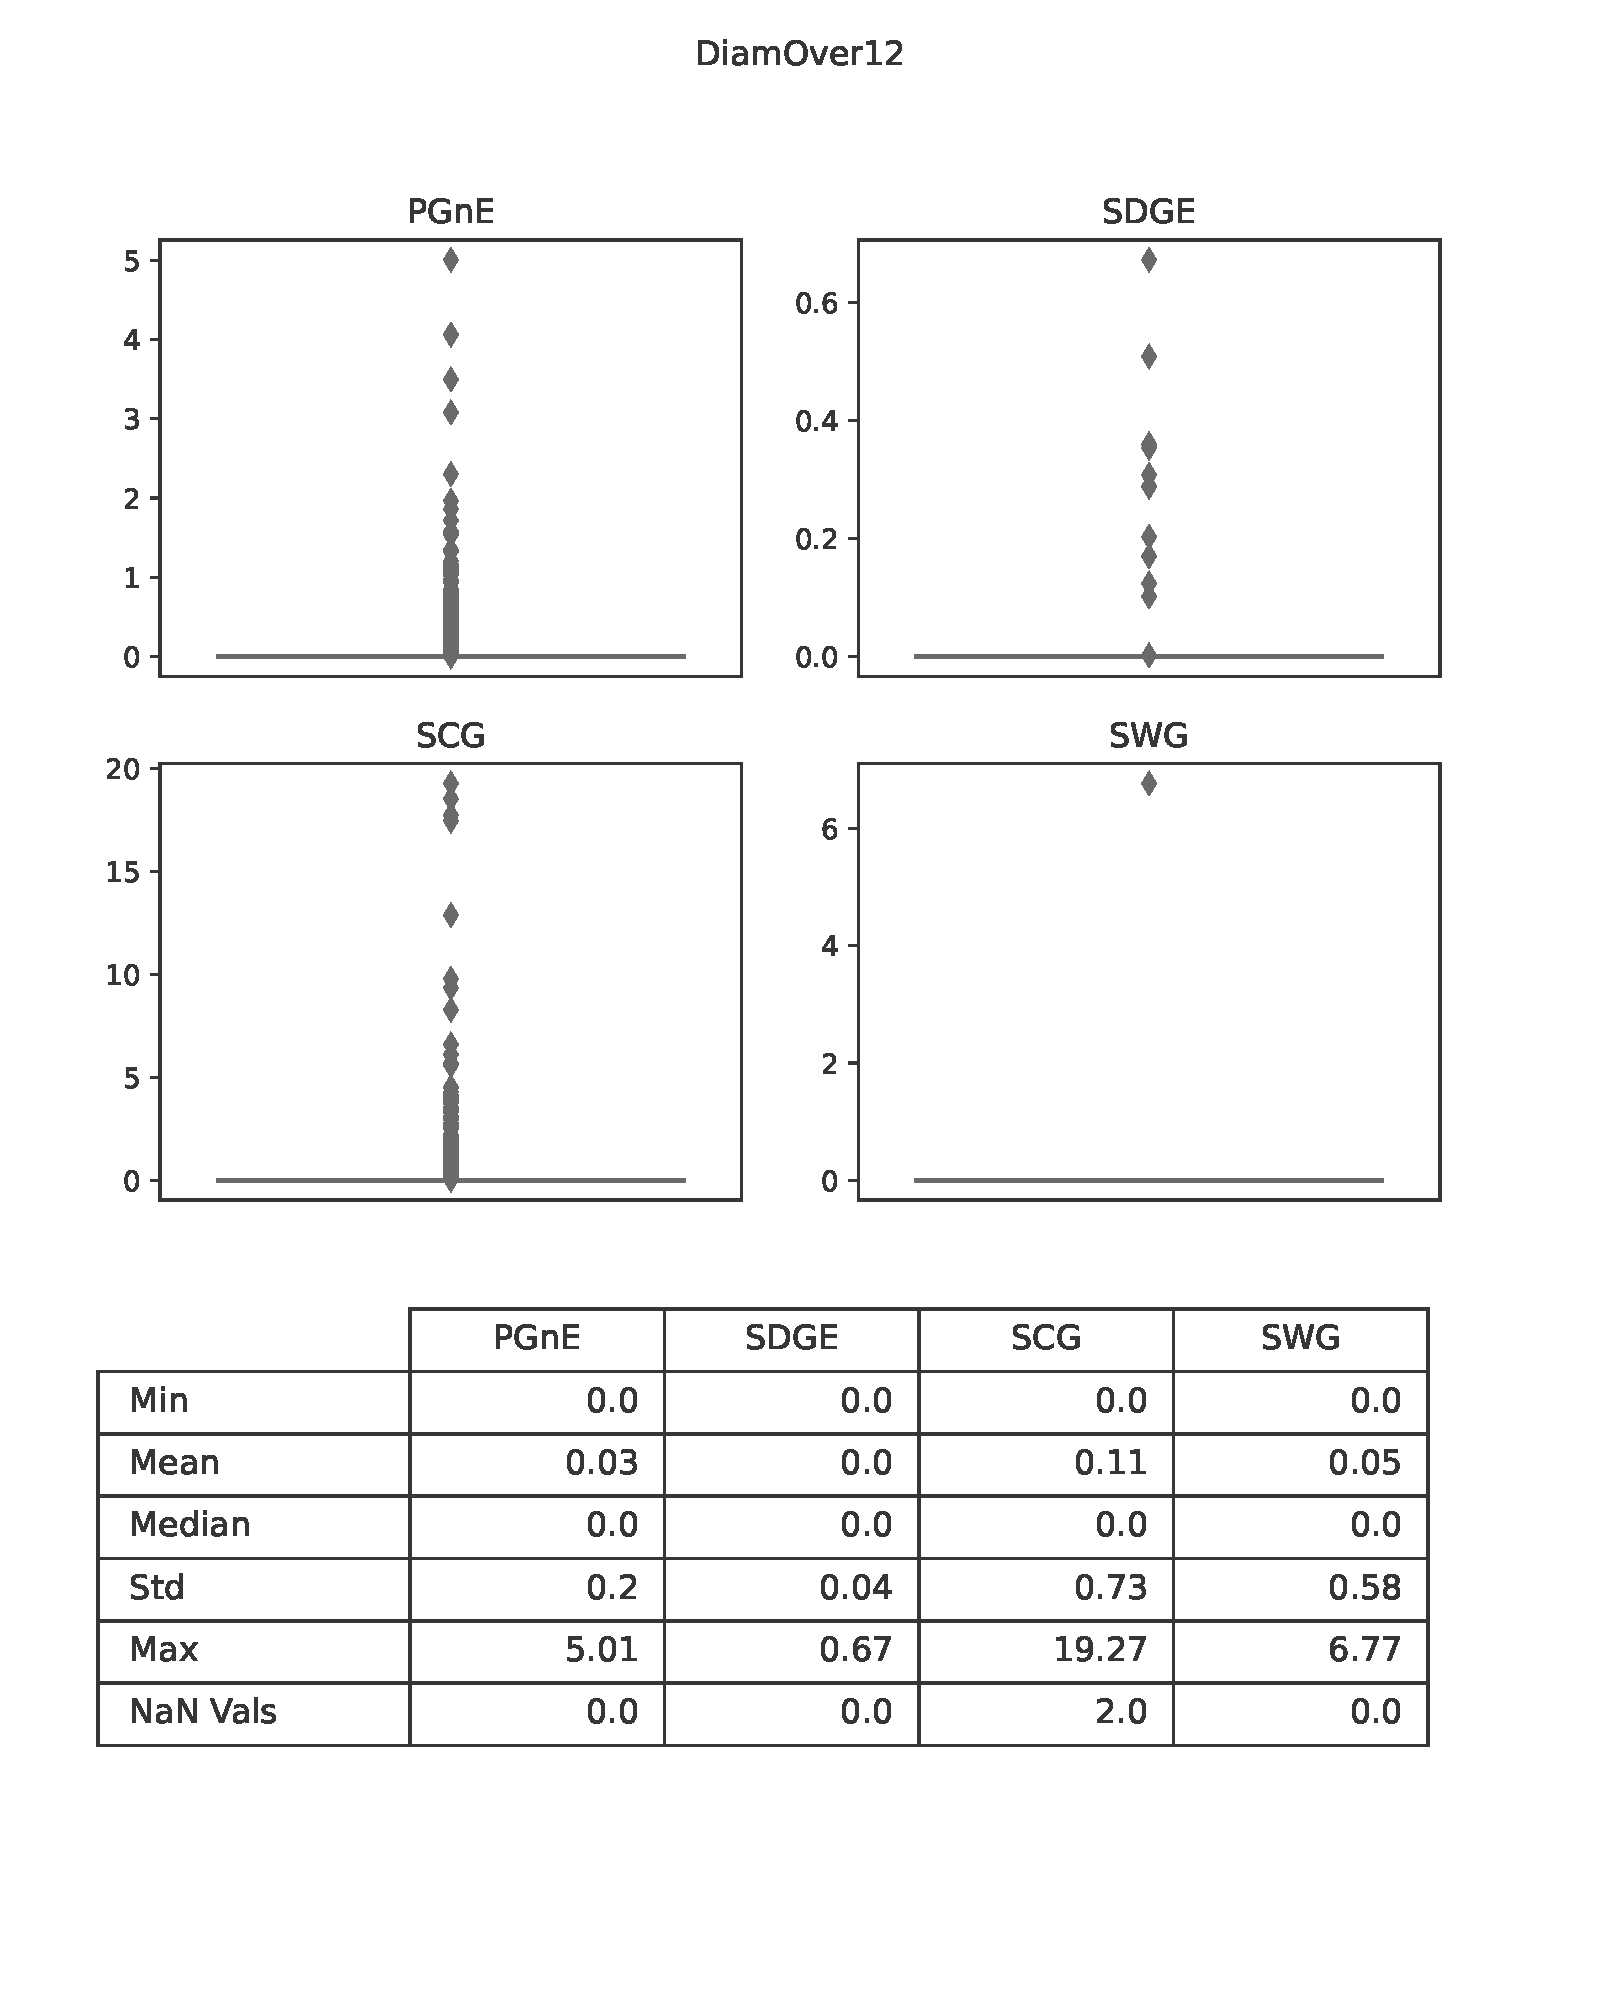 DiamOver12
PGnE
SDGE
5
4
3
2
1
0
0.6
0.4
0.2
0.0
SCG
SWG
20
15
10
5
0
6
4
2
0
PGnE SDGE SCG SWG
Min 0.0 0.0 0.0 0.0
Mean 0.03 0.0 0.11 0.05
Median 0.0 0.0 0.0 0.0
Std 0.2 0.04 0.73 0.58
Max 5.01 0.67 19.27 6.77
NaN Vals 0.0 0.0 2.0 0.0